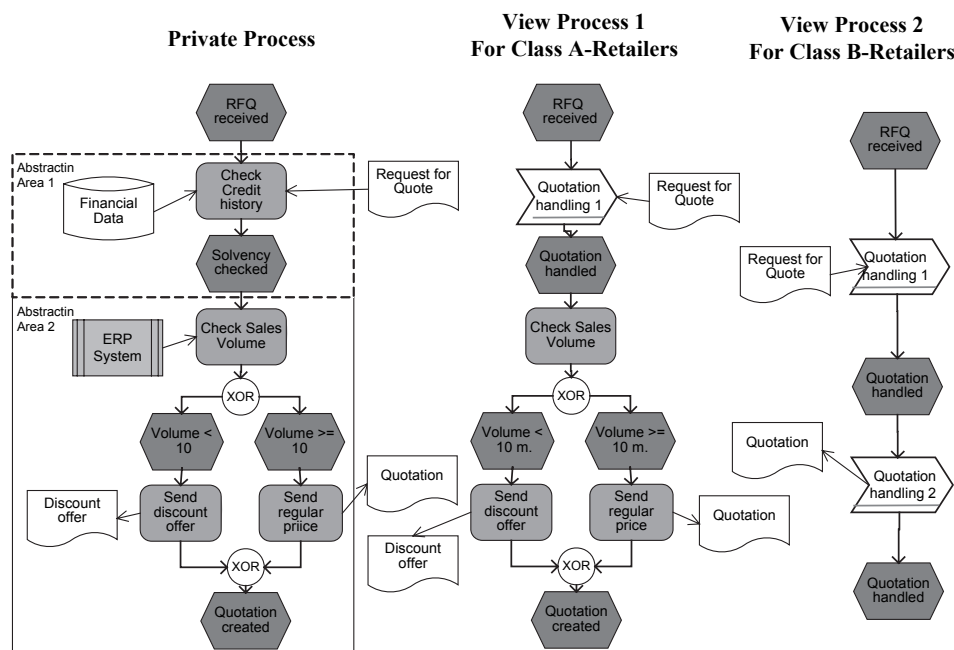 Private Process
RFQ
received
Abstractin
Area 1
Check
Credit
history
Financial
Data
Request for
Quote
Solvency
checked
Abstractin
Area 2
ERP
System
Check Sales
Volume
XOR
Volume <
10
Volume >=
10
Quotation
Discount
offer
Send
discount
offer
Send
regular
priice
XOR
Quotation
created
View Process 1
For Class A-Retailers
RFQ
received
Quotation
handling 1
Request for
Quote
Quotation
handled
Check Sales
Volume
XOR
Volume <
10 m.
Volume >=
10 m.
Send
discount
offer
Send
regular
price
Quotation
Discount
offer
XOR
Quotation
created
View Process 2
For Class B-Retailers
RFQ
received
Request for
Quote
Quotation
handling 1
Quotation
handled
Quotation
Quotation
handling 2
Quotation
handled